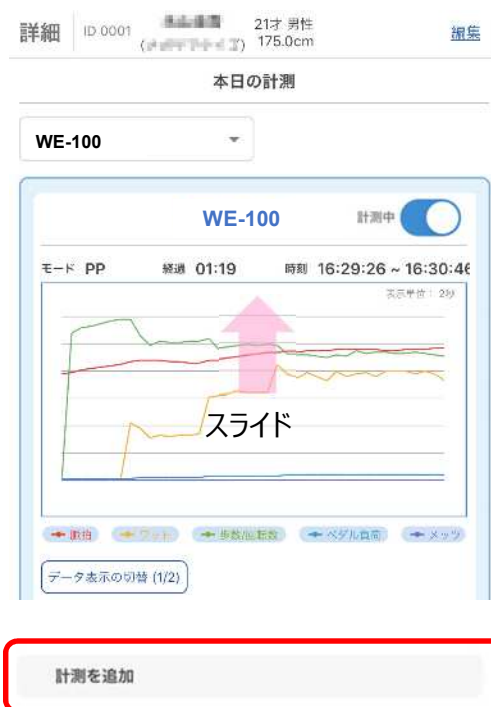 詳細 ID 0001 21才 男性 編集
175.0cm
本日の計測
WE-100
WE-100 計測中
モード PP 経過 01:19 時刻 16:29:26 ~ 16:30:46
表示単位: 2秒
スライド
脈拍 ワット 歩数/回転数 ペダル負荷 メッツ
データ表示の切替 (1/2)
計測を追加